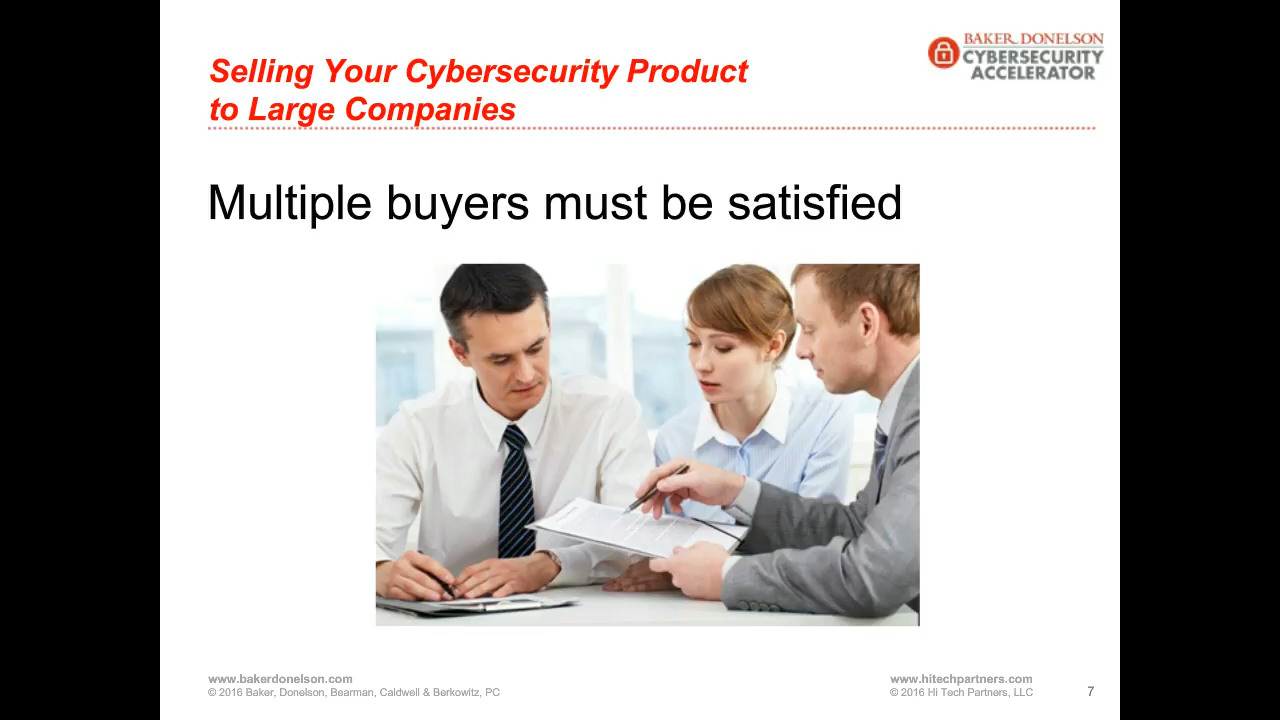 Selling Your Cybersecurity Product
to Large Companies
BAKER DONELSON
CYBERSECURITY
ACCELERATOR
Multiple buyers must be satisfied
www.bakerdonelson.com
© 2016 Baker, Donelson, Bearman, Caldwell & Berkowitz, PC
www.hitechpartners.com
© 2016 Hi Tech Partners, LLC
7